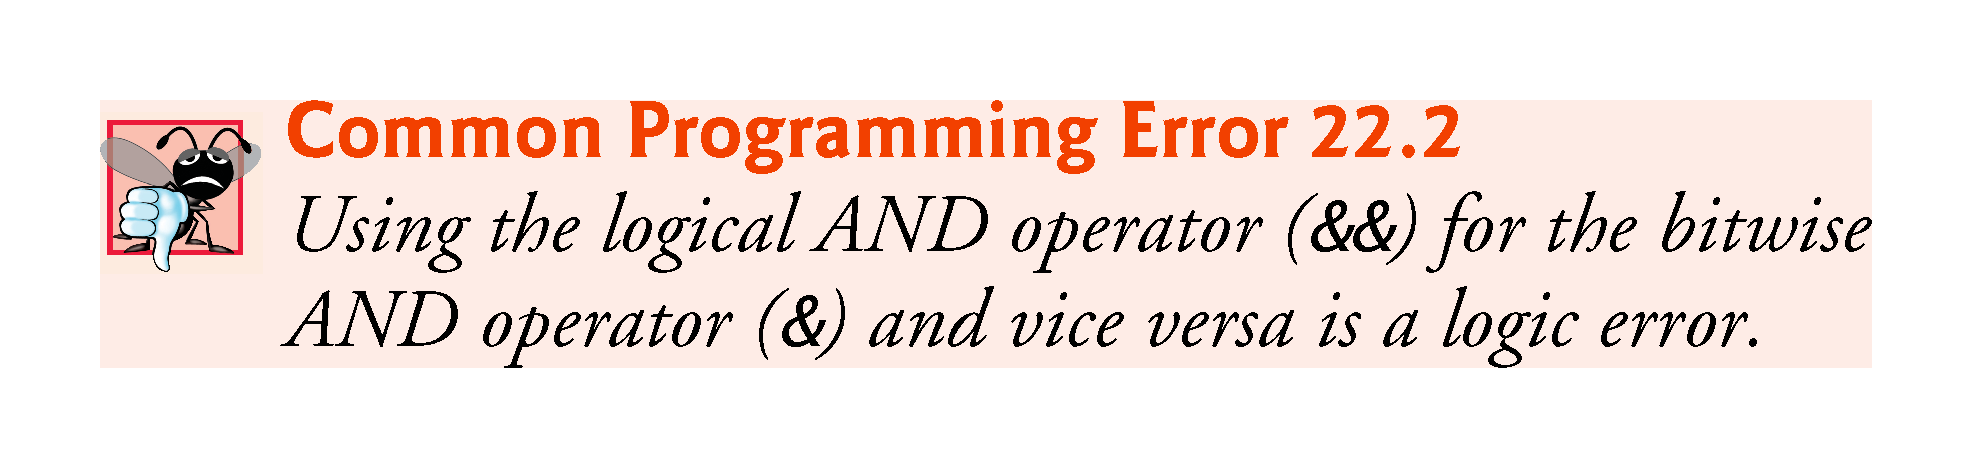 Common Programming Error 22.2
Using the logical AND operator (&&) for the bitwise
AND operator (&) and vice versa is a logic error.